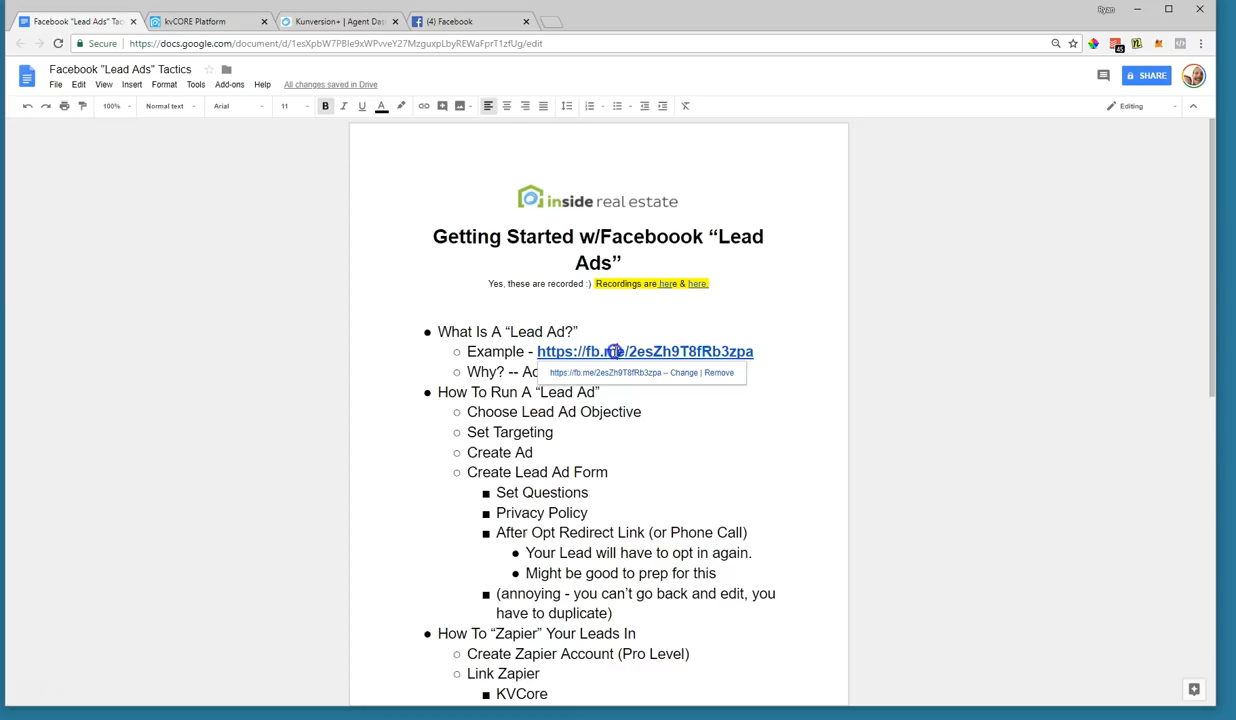 Facebook "Lead Ads" Tac
kvCORE Platform
Kunversion+ | Agent Das
(4) Facebook
Ryan
Secure
https://docs.google.com/document/d/1esXpbW7PBIe9xWPvveY27MzguxpLbyREWaFprT1zfUg/edit
45
Facebook "Lead Ads" Tactics
File Edit View Insert Format Tools Add-ons Help All changes saved in Drive
SHARE
100% Normal text Arial 11 B I U A Editing
inside real estate
Getting Started w/Faceboook “Lead
Ads”
Yes, these are recorded :) Recordings are here & here.
● What Is A “Lead Ad?”
○ Example - https://fb.me/2esZh9T8fRb3zpa
○ Why? -- Ad
https://fb.me/2esZh9T8fRb3zpa – Change | Remove
● How To Run A “Lead Ad”
○ Choose Lead Ad Objective
○ Set Targeting
○ Create Ad
○ Create Lead Ad Form
■ Set Questions
■ Privacy Policy
■ After Opt Redirect Link (or Phone Call)
● Your Lead will have to opt in again.
● Might be good to prep for this
■ (annoying - you can’t go back and edit, you
have to duplicate)
● How To “Zapier” Your Leads In
○ Create Zapier Account (Pro Level)
○ Link Zapier
■ KVCore